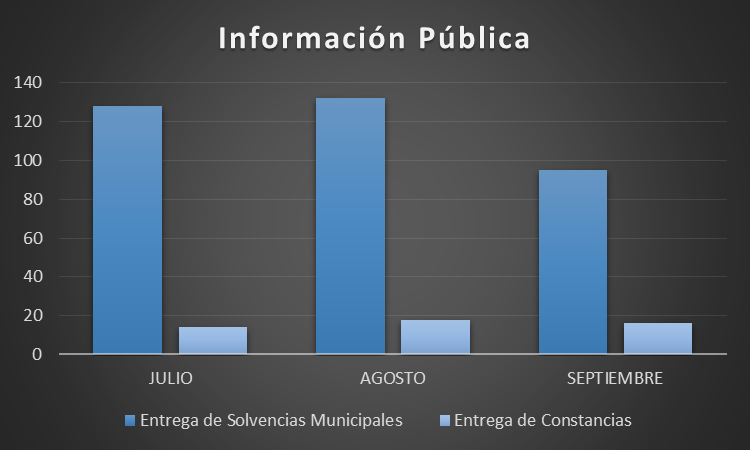 Información Pública
140
120
100
80
60
40
20
0
JULIO AGOSTO SEPTIEMBRE
Entrega de Solvencias Municipales Entrega de Constancias